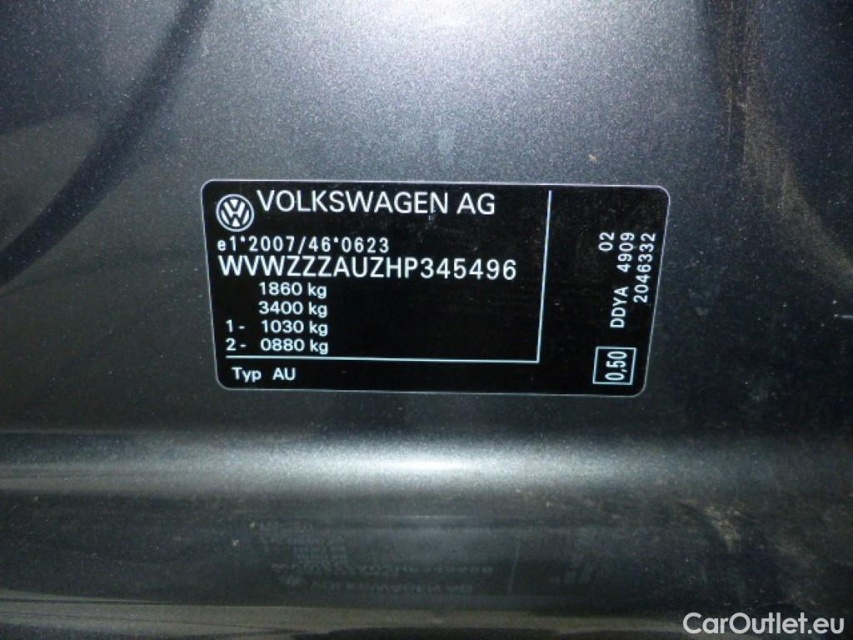 VOLKSWAGEN AG
e1*2007/46*0623
WVWZZZAUZHP345496
1860 kg
3400 kg
1- 1030 kg
2- 0880 kg
Typ AU
02
DDYA 4909
2046332
0,50
CarOutlet.eu